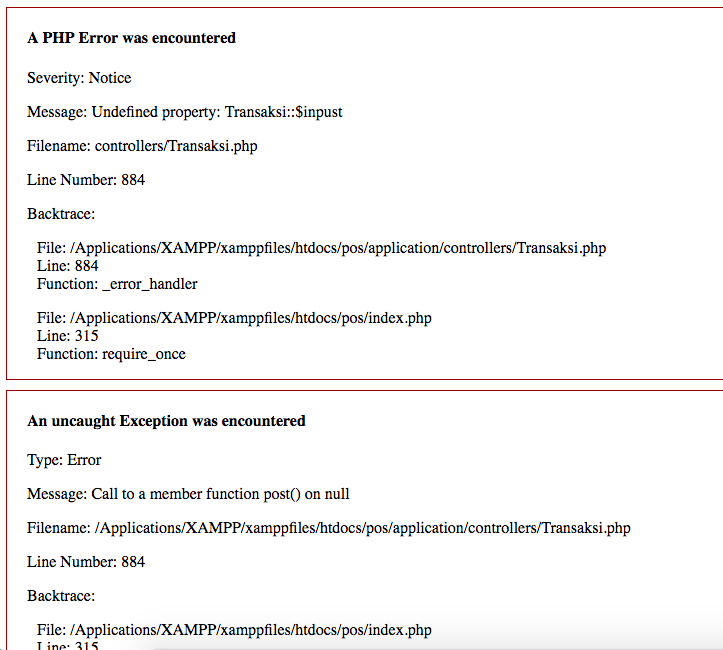 A PHP Error was encountered
Severity: Notice
Message: Undefined property: Transaksi::$inpust
Filename: controllers/Transaksi.php
Line Number: 884
Backtrace:
File: /Applications/XAMPP/xamppfiles/htdocs/pos/application/controllers/Transaksi.php
Line: 884
Function: _error_handler
File: /Applications/XAMPP/xamppfiles/htdocs/pos/index.php
Line: 315
Function: require_once
An uncaught Exception was encountered
Type: Error
Message: Call to a member function post() on null
Filename: /Applications/XAMPP/xamppfiles/htdocs/pos/application/controllers/Transaksi.php
Line Number: 884
Backtrace:
File: /Applications/XAMPP/xamppfiles/htdocs/pos/index.php
Line: 315